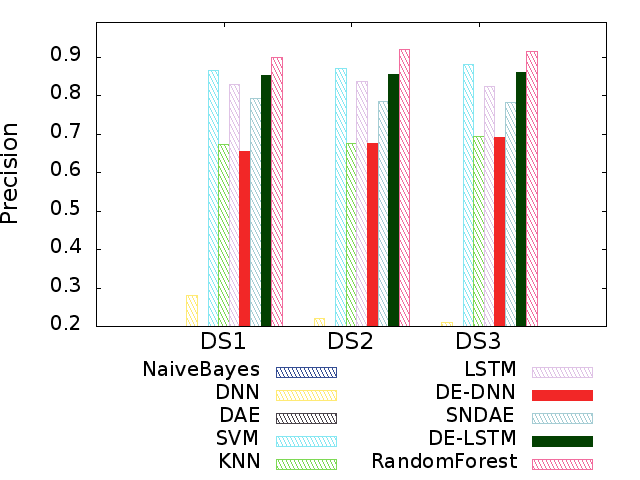 Precision
0.9
0.8
0.7
0.6
0.5
0.4
0.3
0.2
DS1 DS2 DS3
NaiveBayes
DNN
DAE
SVM
KNN
LSTM
DE-DNN
SNDAE
DE-LSTM
RandomForest